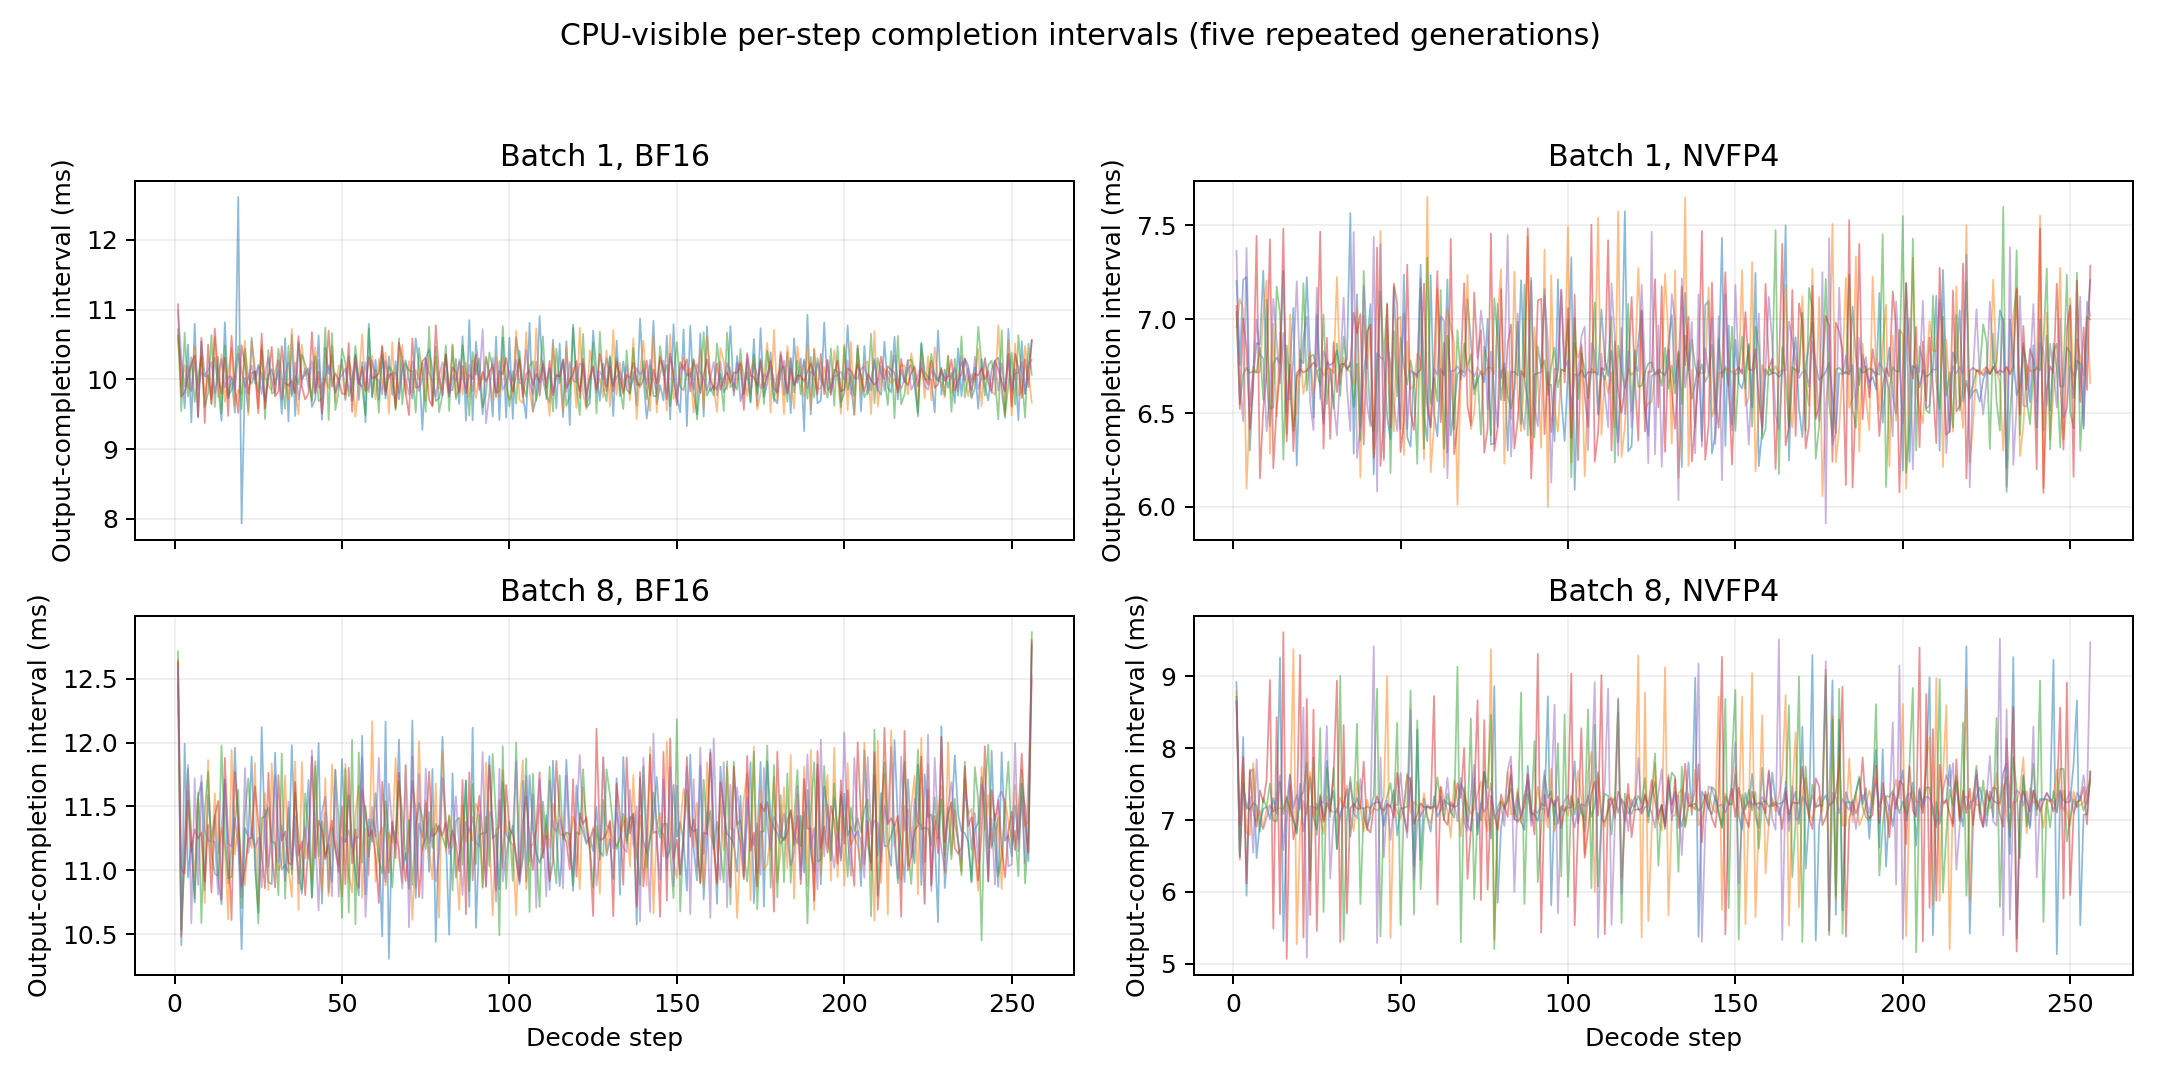 CPU-visible per-step completion intervals (five repeated generations)
Batch 1, BF16
Output-completion interval (ms)
12
11
10
9
8
Batch 1, NVFP4
Output-completion interval (ms)
7.5
7.0
6.5
6.0
Batch 8, BF16
Output-completion interval (ms)
12.5
12.0
11.5
11.0
10.5
0 50 100 150 200 250
Decode step
Batch 8, NVFP4
Output-completion interval (ms)
9
8
7
6
5
0 50 100 150 200 250
Decode step